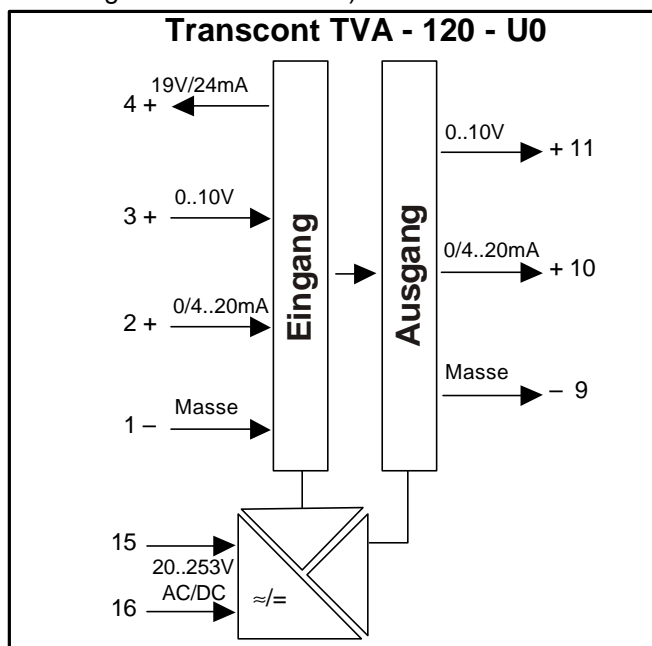 Transcont TVA - 120 - U0
19V/24mA
4 +
0..10V
3 +
0/4..20mA
2 +
Masse
1 –
Eingang
Ausgang
0..10V
+ 11
0/4..20mA
+ 10
Masse
– 9
15
20..253V
AC/DC
16
≈/=